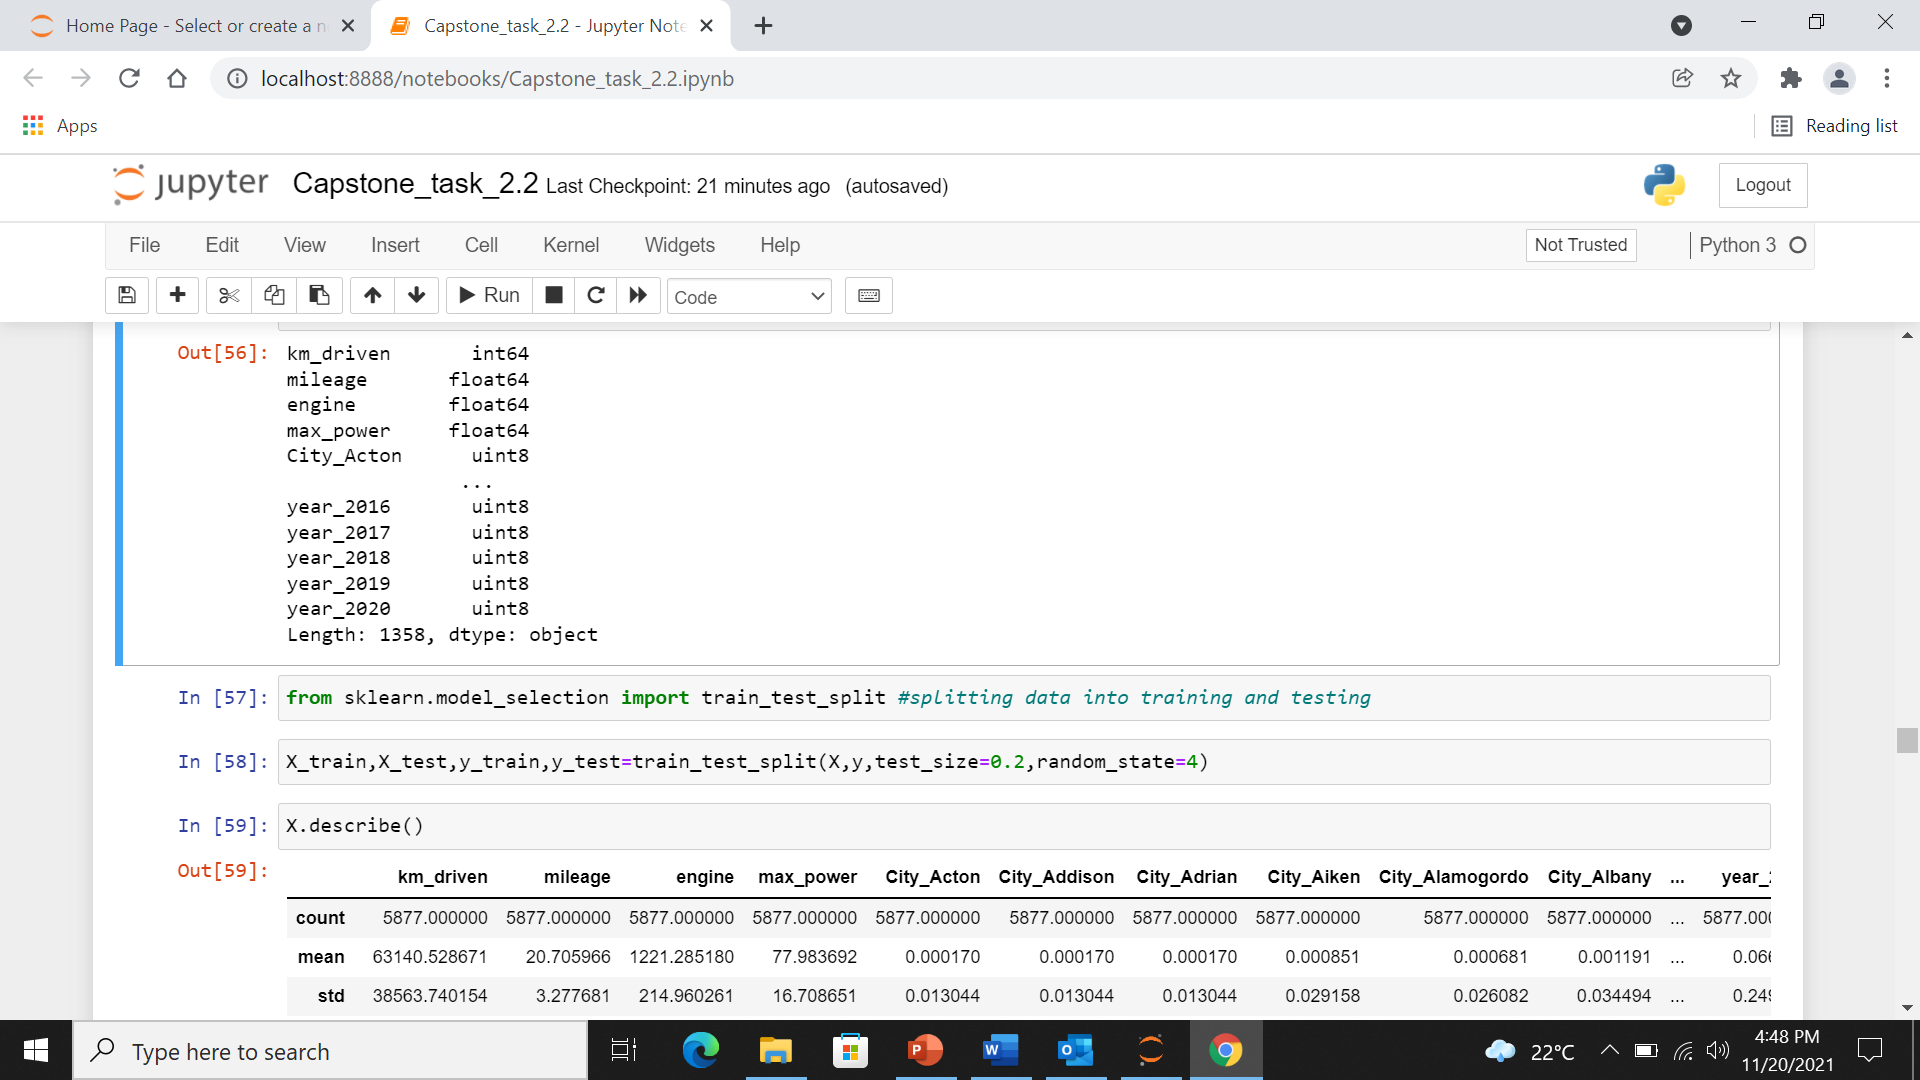 Home Page - Select or create a n
Capstone_task_2.2 - Jupyter Note
localhost:8888/notebooks/Capstone_task_2.2.ipynb
Apps
Reading list
jupyter Capstone_task_2.2 Last Checkpoint: 21 minutes ago (autosaved)
Logout
File Edit View Insert Cell Kernel Widgets Help
Not Trusted
Python 3
Run
Code
Out[56]: km_driven int64
mileage float64
engine float64
max_power float64
City_Acton uint8
...
year_2016 uint8
year_2017 uint8
year_2018 uint8
year_2019 uint8
year_2020 uint8
Length: 1358, dtype: object
In [57]: from sklearn.model_selection import train_test_split #splitting data into training and testing
In [58]: X_train,X_test,y_train,y_test=train_test_split(X,y,test_size=0.2,random_state=4)
In [59]: X.describe()
Out[59]:
km_driven mileage engine max_power City_Acton City_Addison City_Adrian City_Aiken City_Alamogordo City_Albany ... year_
count 5877.000000 5877.000000 5877.000000 5877.000000 5877.000000 5877.000000 5877.000000 5877.000000 5877.000000 5877.000000 ... 5877.00
mean 63140.528671 20.705966 1221.285180 77.983692 0.000170 0.000170 0.000170 0.000851 0.000681 0.001191 ... 0.06
std 38563.740154 3.277681 214.960261 16.708651 0.013044 0.013044 0.013044 0.029158 0.026082 0.034494 ... 0.24
Type here to search
22°C
4:48 PM
11/20/2021